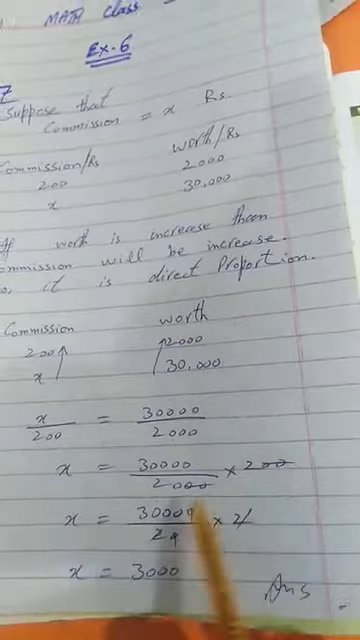 MATH Class
Ex. 6
7
Suppose that
Commission = x Rs.
Commission/Rs worth/Rs
200 2000
x 30,000
If worth is increase then
Commission will be increase.
So, it is direct Proportion.
Commission worth
200 2000
x 30,000
x/200 = 30000/2000
x = 30000/2000 × 200
x = 30000/20 × 2
x = 3000 Ans